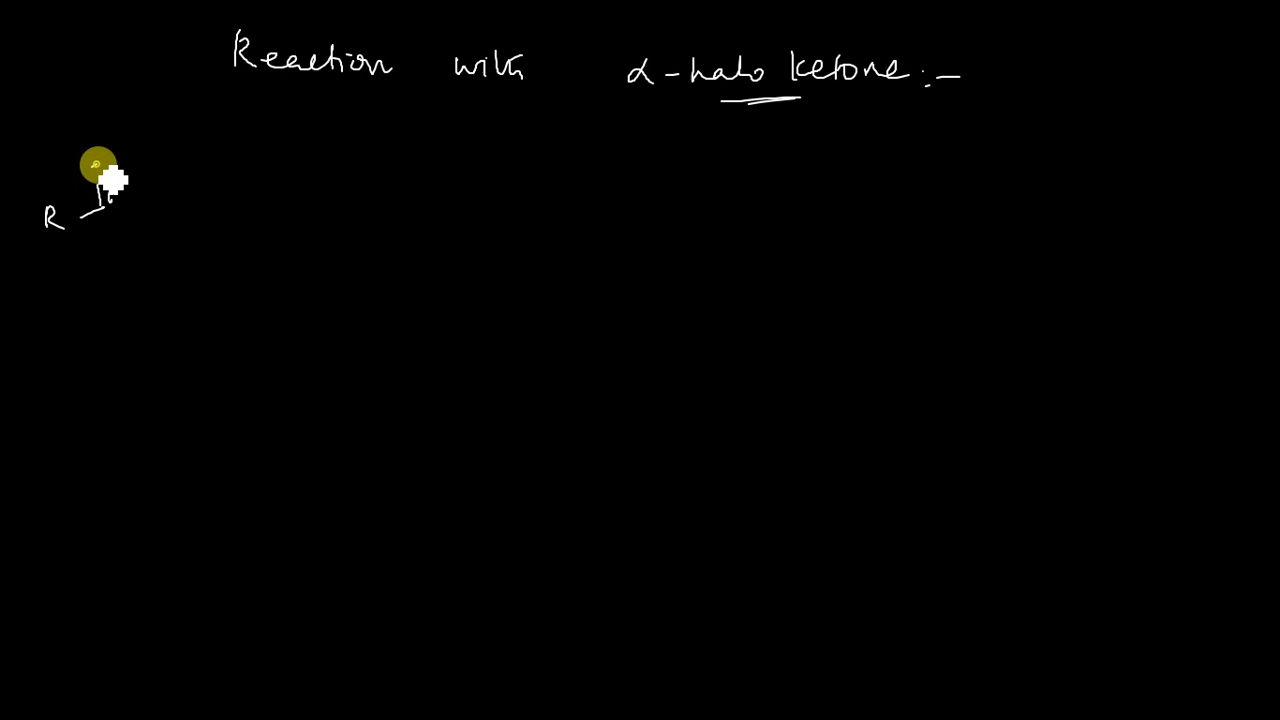 Reaction with α-halo ketone:-
R